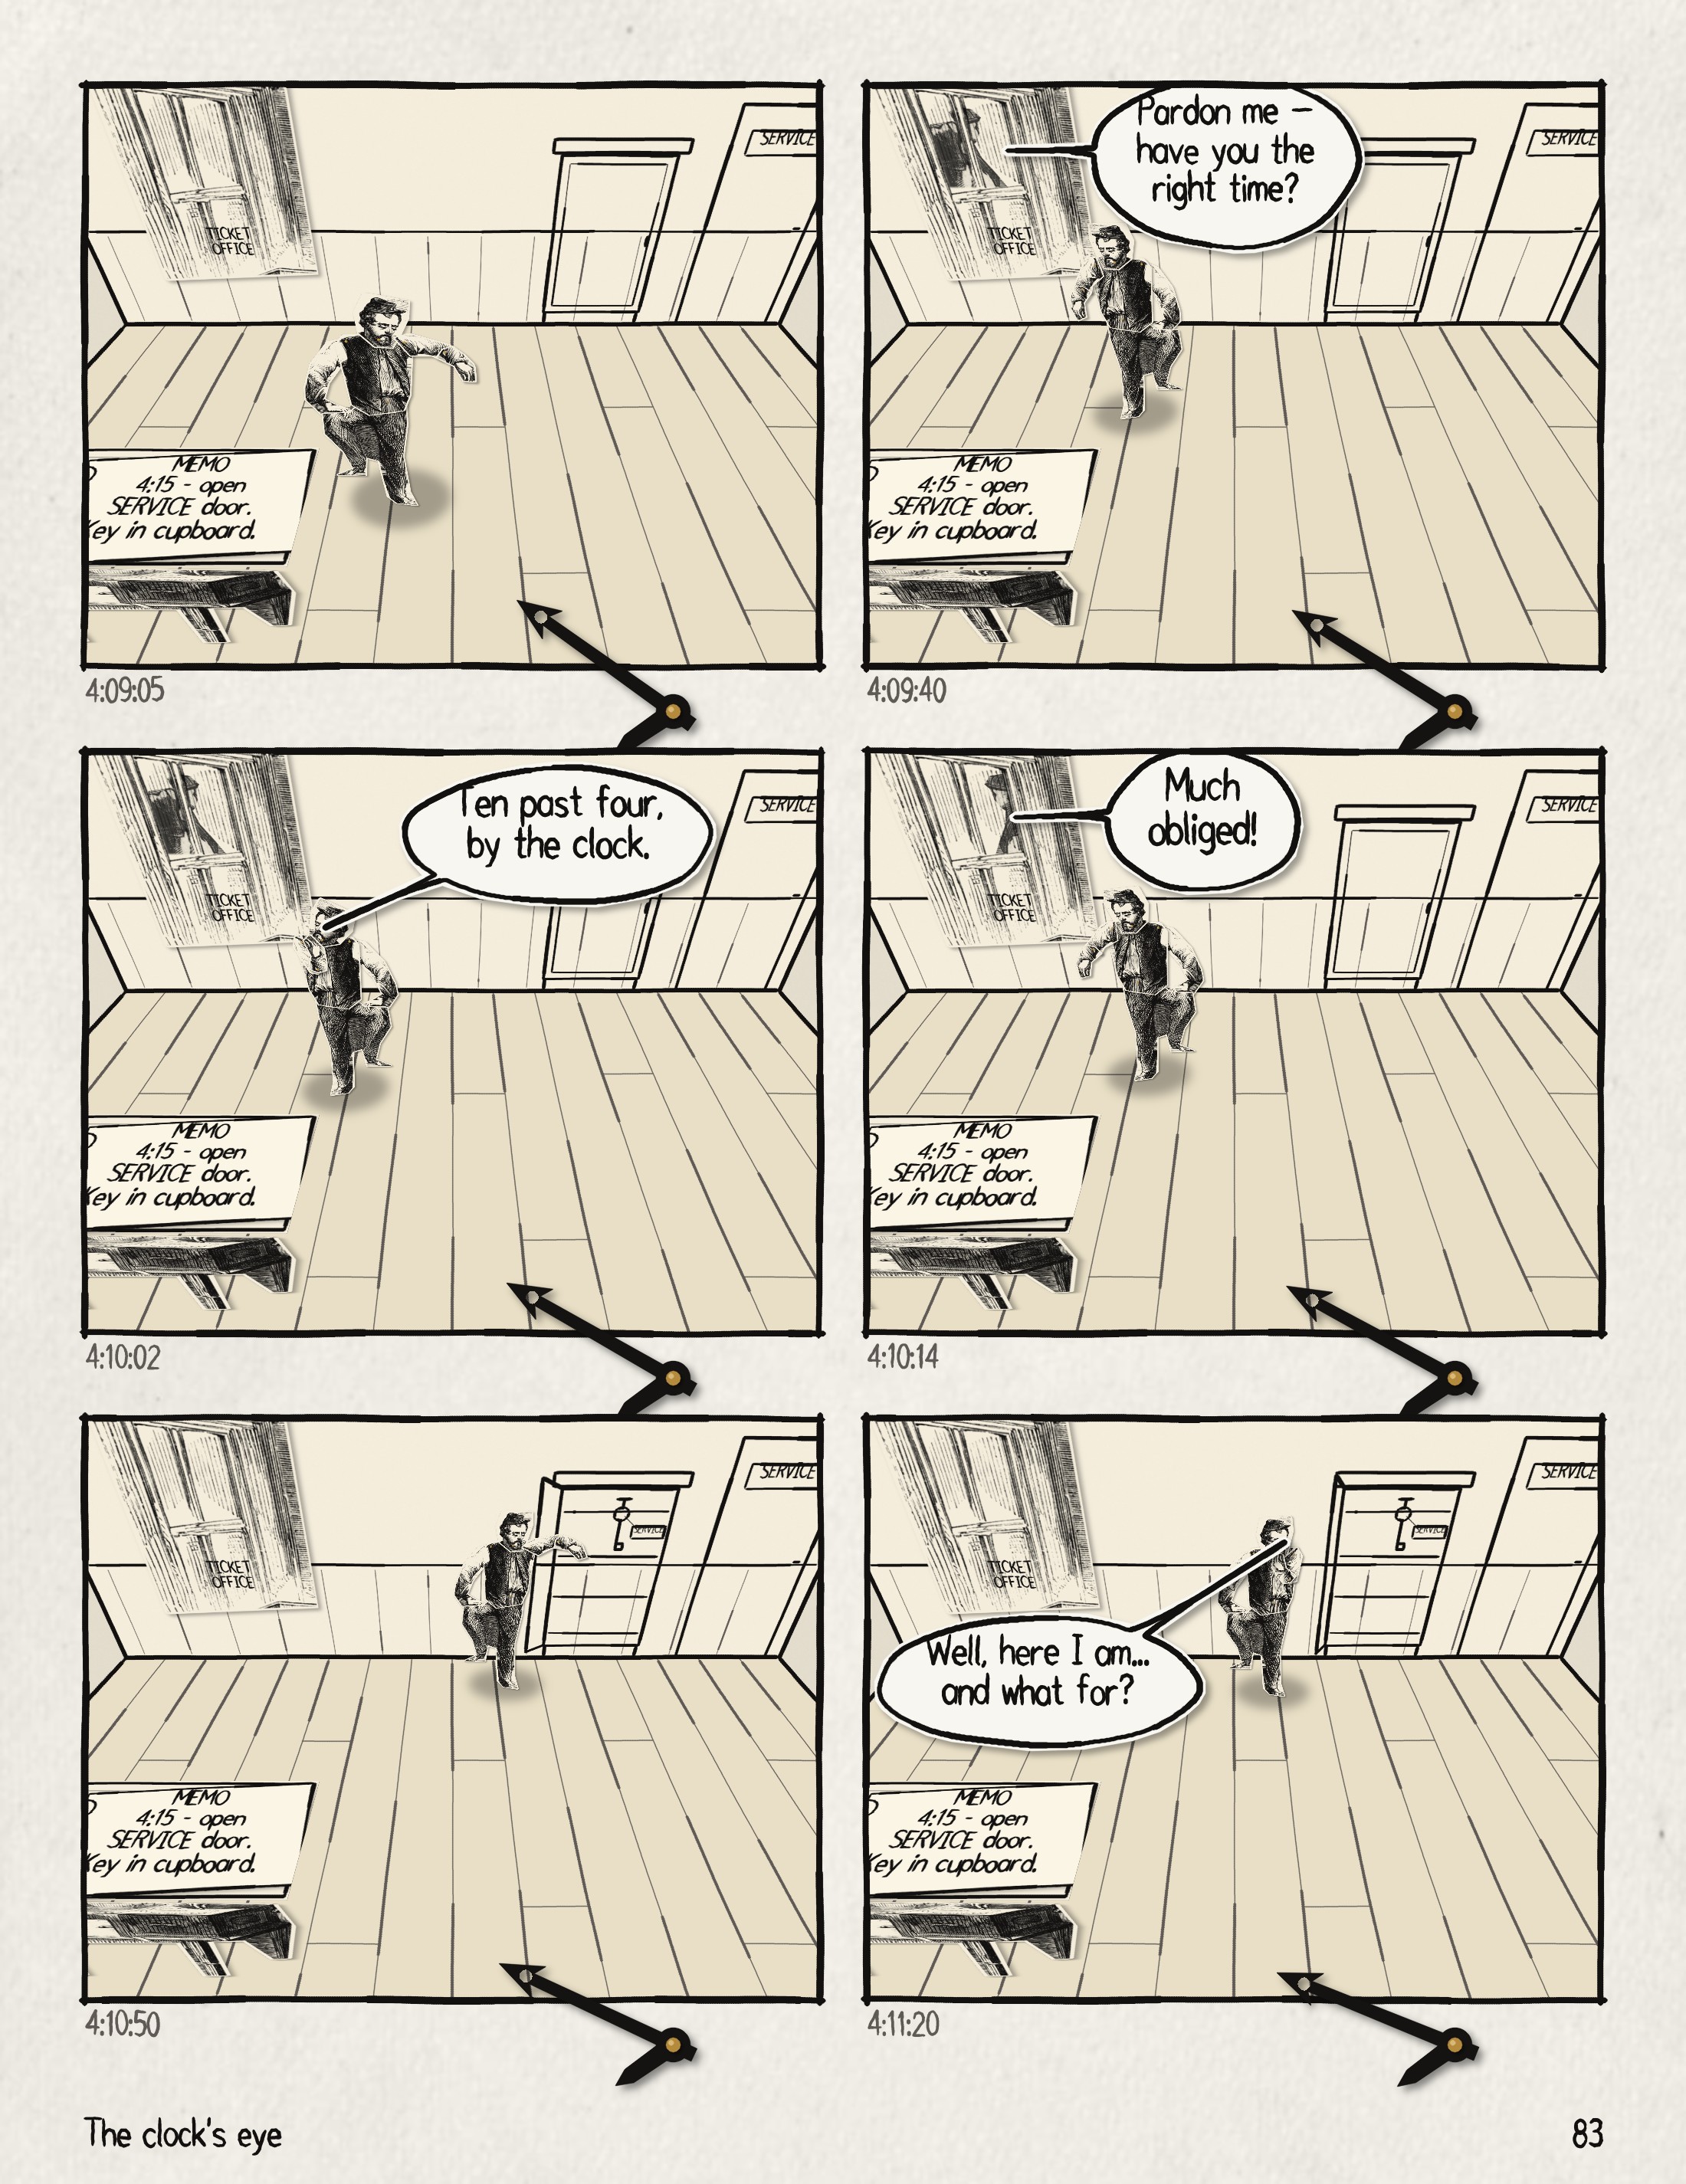 SERVICE
TICKET
OFFICE
MEMO
4:15 - open
SERVICE door.
Key in cupboard.
4:09:05
Pardon me –
have you the
right time?
SERVICE
TICKET
OFFICE
MEMO
4:15 - open
SERVICE door.
Key in cupboard.
4:09:40
Ten past four,
by the clock.
SERVICE
TICKET
OFFICE
MEMO
4:15 - open
SERVICE door.
Key in cupboard.
4:10:02
Much
obliged!
SERVICE
TICKET
OFFICE
MEMO
4:15 - open
SERVICE door.
Key in cupboard.
4:10:14
SERVICE
SERVICE
TICKET
OFFICE
MEMO
4:15 - open
SERVICE door.
Key in cupboard.
4:10:50
SERVICE
SERVICE
TICKET
OFFICE
Well, here I am...
and what for?
MEMO
4:15 - open
SERVICE door.
Key in cupboard.
4:11:20
The clock's eye
83